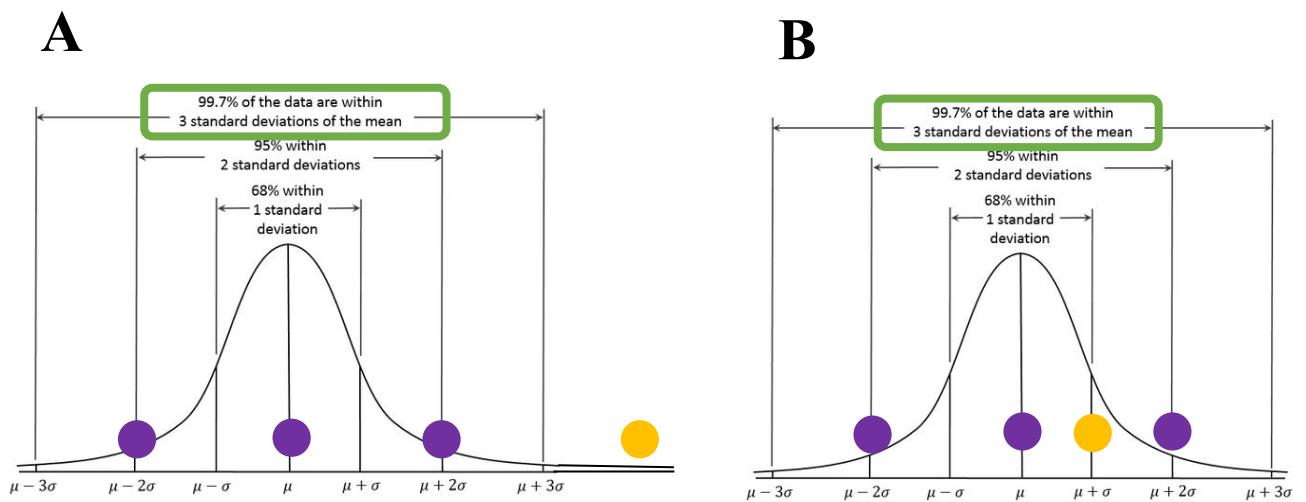 A
99.7% of the data are within
3 standard deviations of the mean
95% within
2 standard deviations
68% within
1 standard
deviation
μ − 3σ μ − 2σ μ − σ μ μ + σ μ + 2σ μ + 3σ
B
99.7% of the data are within
3 standard deviations of the mean
95% within
2 standard deviations
68% within
1 standard
deviation
μ − 3σ μ − 2σ μ − σ μ μ + σ μ + 2σ μ + 3σ